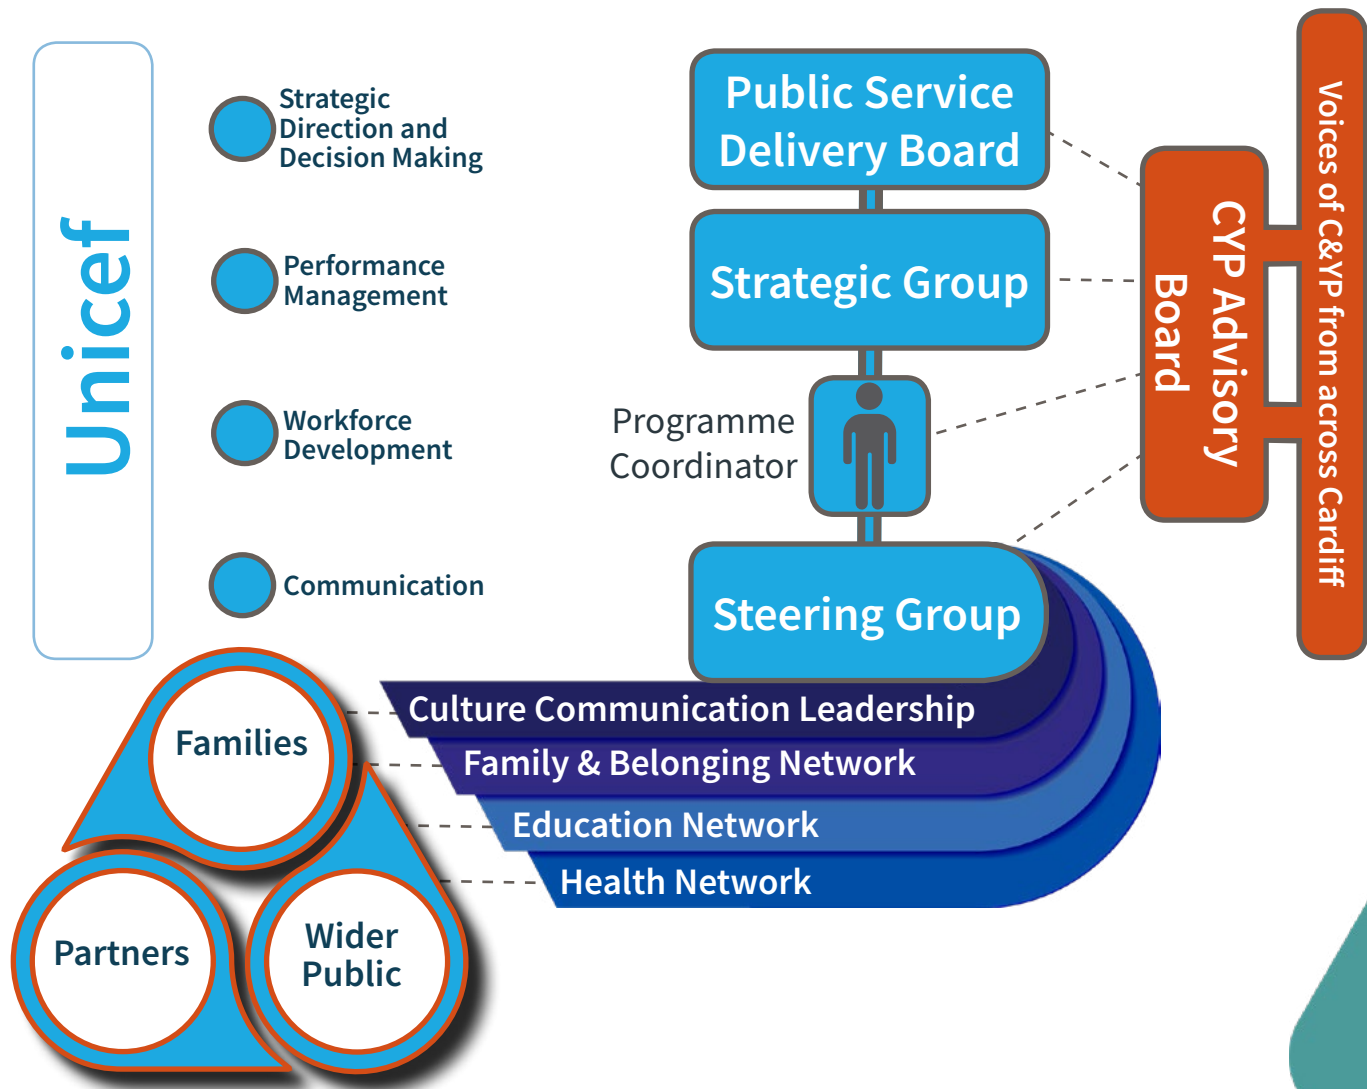 Unicef
Strategic
Direction and
Decision Making
Performance
Management
Workforce
Development
Communication
Public Service
Delivery Board
Strategic Group
Programme
Coordinator
Steering Group
CYP Advisory
Board
Voices of C&YP from across Cardiff
Culture Communication Leadership
Family & Belonging Network
Education Network
Health Network
Families
Partners
Wider
Public